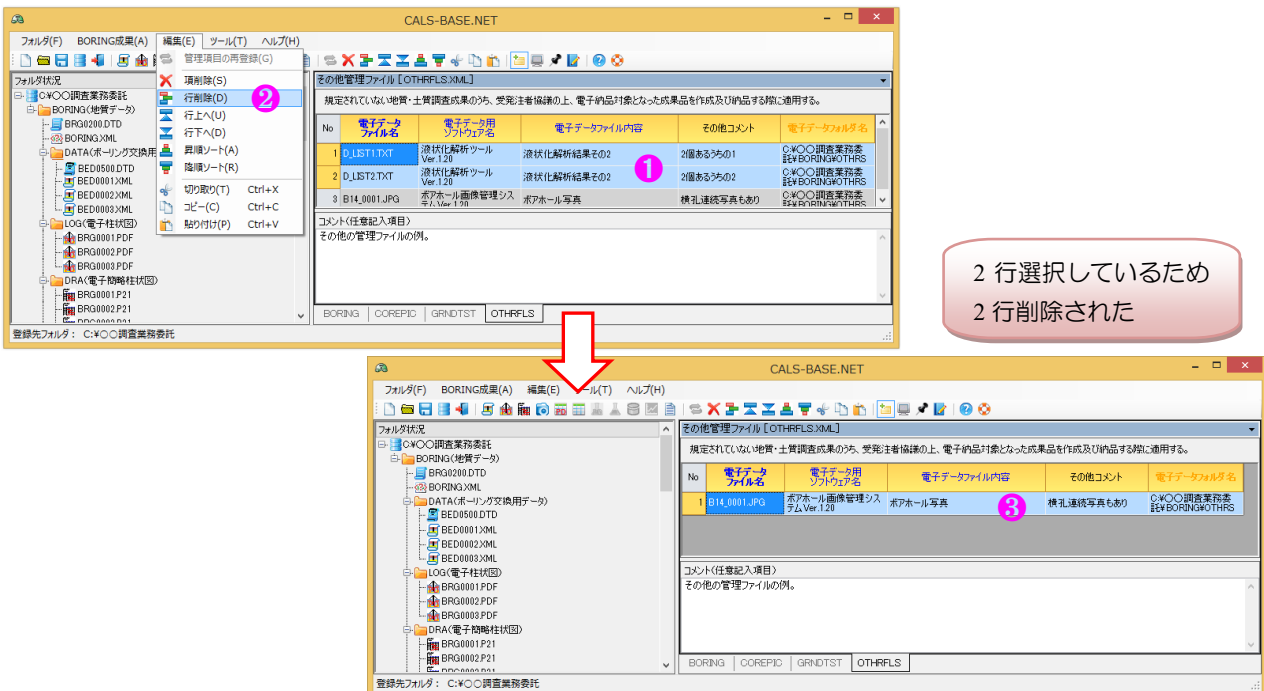 CALS-BASE.NET
フォルダ(F) BORING成果(A) 編集(E) ツール(T) ヘルプ(H)
管理項目の再登録(G)
項削除(S)
行削除(D)
行上へ(U)
行下へ(D)
昇順ソート(A)
降順ソート(R)
切り取り(T) Ctrl+X
コピー(C) Ctrl+C
貼り付け(P) Ctrl+V
❷
フォルダ状況
C:¥〇〇調査業務委託
BORING(地質データ)
BRG0200.DTD
BORING.XML
DATA(ボーリング交換用
BED0500.DTD
BED0001.XML
BED0002.XML
BED0003.XML
LOG(電子柱状図)
BRG0001.PDF
BRG0002.PDF
BRG0003.PDF
DRA(電子簡略柱状図)
BRG0001.P21
BRG0002.P21
その他管理ファイル [OTHRFLS.XML]
規定されていない地質・土質調査成果のうち、受発注者協議の上、電子納品対象となった成果品を作成及び納品する際に適用する。
No 電子データファイル名 電子データ用ソフトウェア名 電子データファイル内容 その他コメント 電子データフォルダ名
1 D_LIST1.TXT 液状化解析ツール Ver.1.20 液状化解析結果その2 2個あるうちの1 C:¥〇〇調査業務委託¥BORING¥OTHRS
❶
2 D_LIST2.TXT 液状化解析ツール Ver.1.20 液状化解析結果その2 2個あるうちの2 C:¥〇〇調査業務委託¥BORING¥OTHRS
3 B14_0001.JPG ボアホール画像管理システム Ver.1.20 ボアホール写真 横孔連続写真もあり C:¥〇〇調査業務委託¥BORING¥OTHRS
コメント(任意記入項目)
その他の管理ファイルの例。
BORING COREPIC GRNDTST OTHRFLS
登録先フォルダ: C:¥〇〇調査業務委託
2 行選択しているため
2 行削除された
CALS-BASE.NET
フォルダ(F) BORING成果(A) 編集(E) ール(T) ヘルプ(H)
フォルダ状況
C:¥〇〇調査業務委託
BORING(地質データ)
BRG0200.DTD
BORING.XML
DATA(ボーリング交換用データ)
BED0500.DTD
BED0001.XML
BED0002.XML
BED0003.XML
LOG(電子柱状図)
BRG0001.PDF
BRG0002.PDF
BRG0003.PDF
DRA(電子簡略柱状図)
BRG0001.P21
BRG0002.P21
その他管理ファイル [OTHRFLS.XML]
規定されていない地質・土質調査成果のうち、受発注者協議の上、電子納品対象となった成果品を作成及び納品する際に適用する。
No 電子データファイル名 電子データ用ソフトウェア名 電子データファイル内容 その他コメント 電子データフォルダ名
1 B14_0001.JPG ボアホール画像管理システム Ver.1.20 ボアホール写真 横孔連続写真もあり C:¥〇〇調査業務委託¥BORING¥OTHRS
❸
コメント(任意記入項目)
その他の管理ファイルの例。
BORING COREPIC GRNDTST OTHRFLS
登録先フォルダ: C:¥〇〇調査業務委託